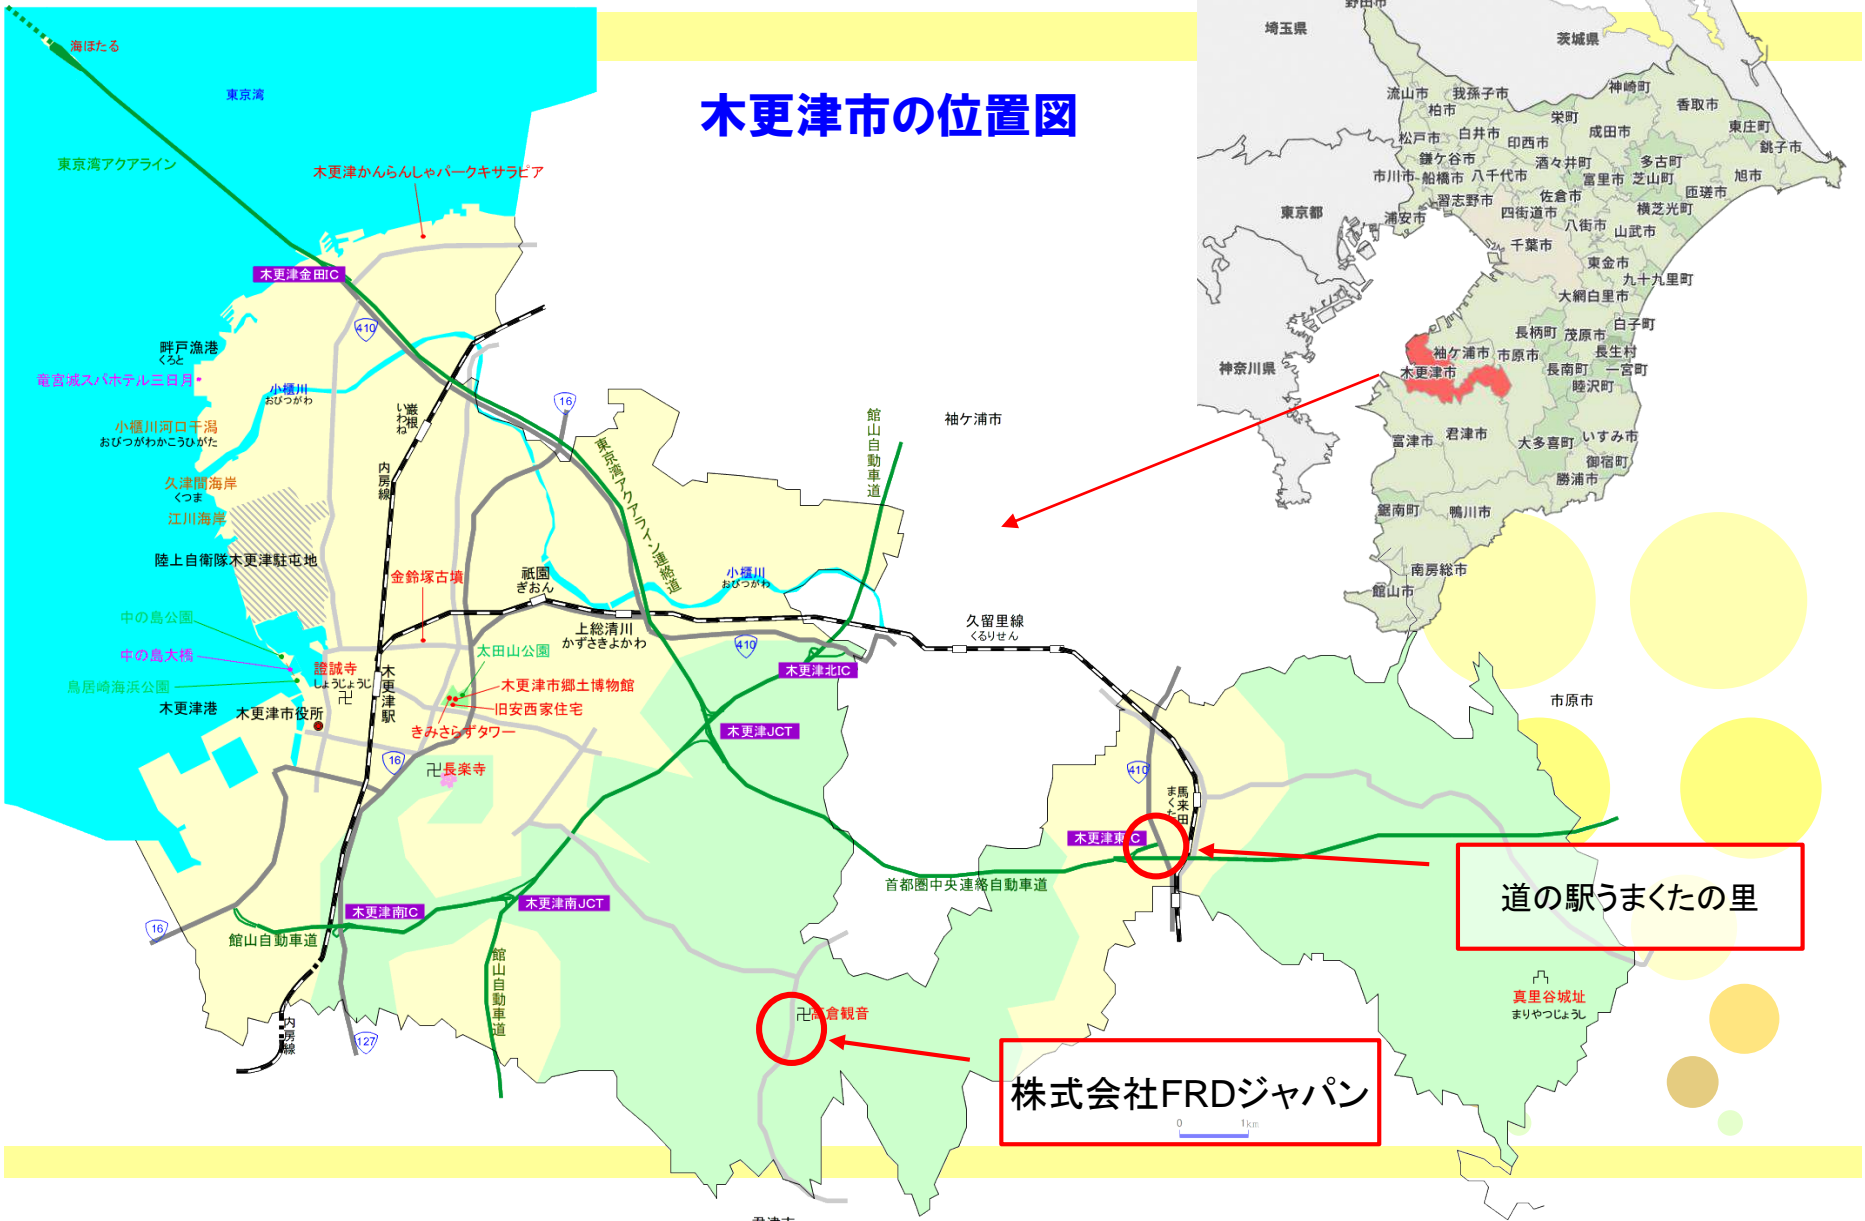 木更津市の位置図
海ほたる
東京湾
東京湾アクアライン
木更津かんらんしゃパークキサラピア
木更津金田IC
410
畔戸漁港
くろと
竜宮城スパホテル三日月
小櫃川
おびつがわ
小櫃川河口干潟
おびつがわかこうひがた
巌根
いわね
16
内房線
久津間海岸
くつま
江川海岸
陸上自衛隊木更津駐屯地
東京湾アクアライン連絡道
館山自動車道
袖ケ浦市
金鈴塚古墳
祇園
ぎおん
小櫃川
おびつがわ
中の島公園
中の島大橋
鳥居崎海浜公園
證誠寺
しょうじょうじ
卍
木更津港
木更津市役所
木更津駅
上総清川
かずさきよかわ
太田山公園
木更津市郷土博物館
旧安西家住宅
きみさらずタワー
410
木更津北IC
久留里線
くるりせん
木更津JCT
16
卍長楽寺
市原市
410
馬来田
まくた
木更津東IC
首都圏中央連絡自動車道
道の駅うまくたの里
木更津南IC
木更津南JCT
16
館山自動車道
館山自動車道
内房線
127
卍高倉観音
株式会社FRDジャパン
0 1km
真里谷城址
まりやつじょうし
君津市
野田市
埼玉県
茨城県
流山市
我孫子市
柏市
神崎町
香取市
栄町
成田市
東庄町
銚子市
松戸市
白井市
印西市
鎌ケ谷市
酒々井町
多古町
市川市
船橋市
八千代市
富里市
芝山町
旭市
匝瑳市
習志野市
佐倉市
東京都
浦安市
四街道市
横芝光町
八街市
山武市
千葉市
東金市
九十九里町
大網白里市
白子町
長柄町
茂原市
袖ケ浦市
市原市
長生村
神奈川県
木更津市
長南町
一宮町
睦沢町
富津市
君津市
大多喜町
いすみ市
御宿町
勝浦市
鋸南町
鴨川市
南房総市
館山市